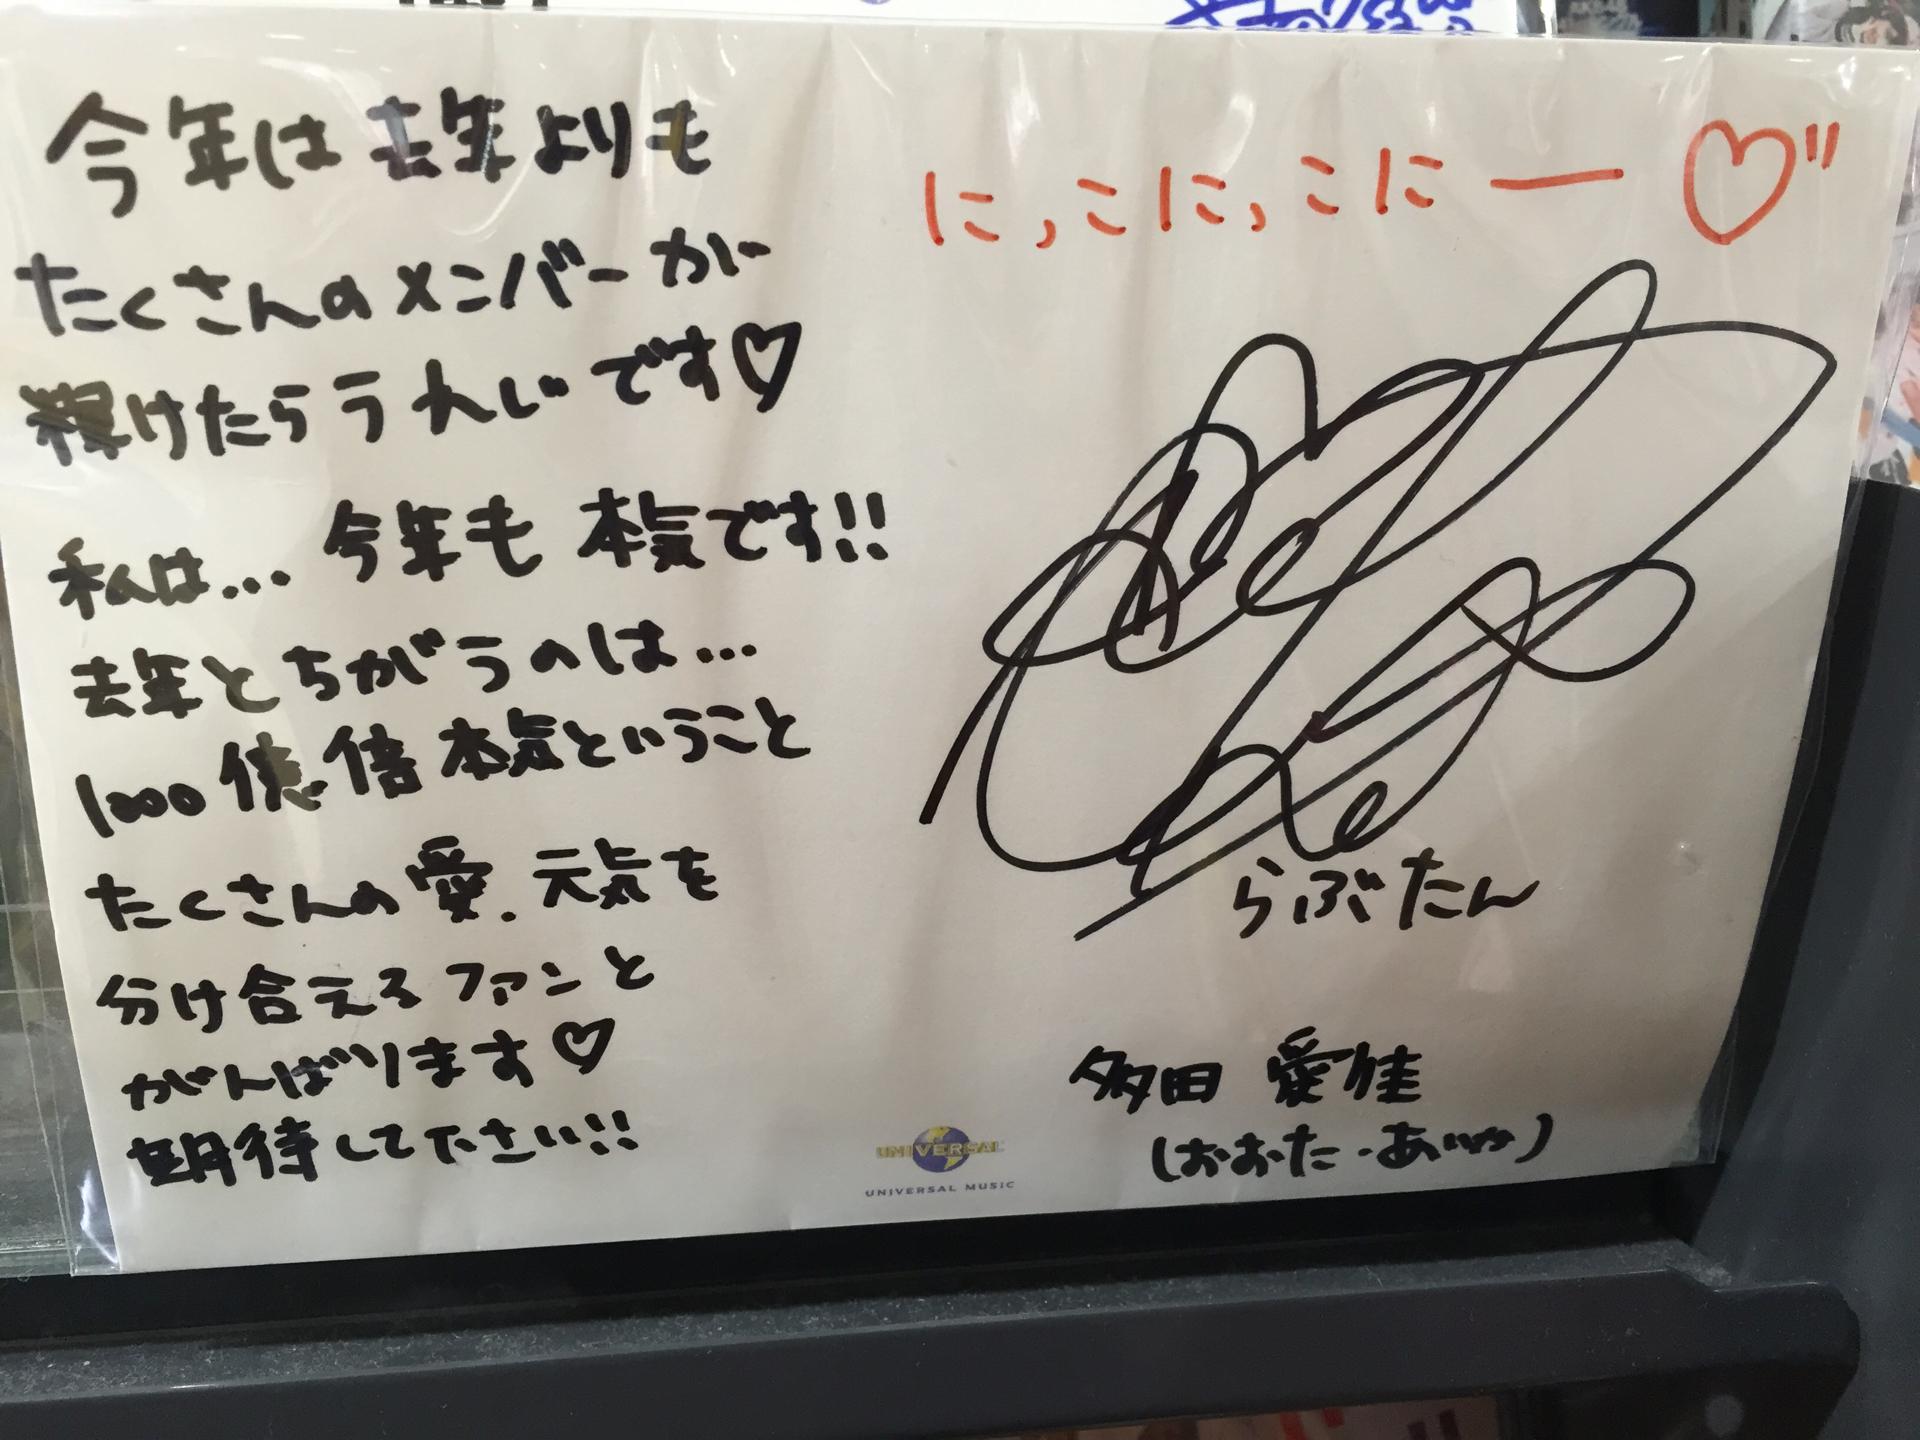 今年は去年よりも
たくさんのメンバーが
輝けたらうれしいです♡
私は… 今年も本気です!!
去年とちがうのは…
1000億倍本気ということ
たくさんの愛.元気を
分け合えるファンと
がんばります♡
期待して下さい!!
にっこにっこにー♡"
らぶたん
多田 愛佳
(おおた・あいか)
UNIVERSAL
UNIVERSAL MUSIC